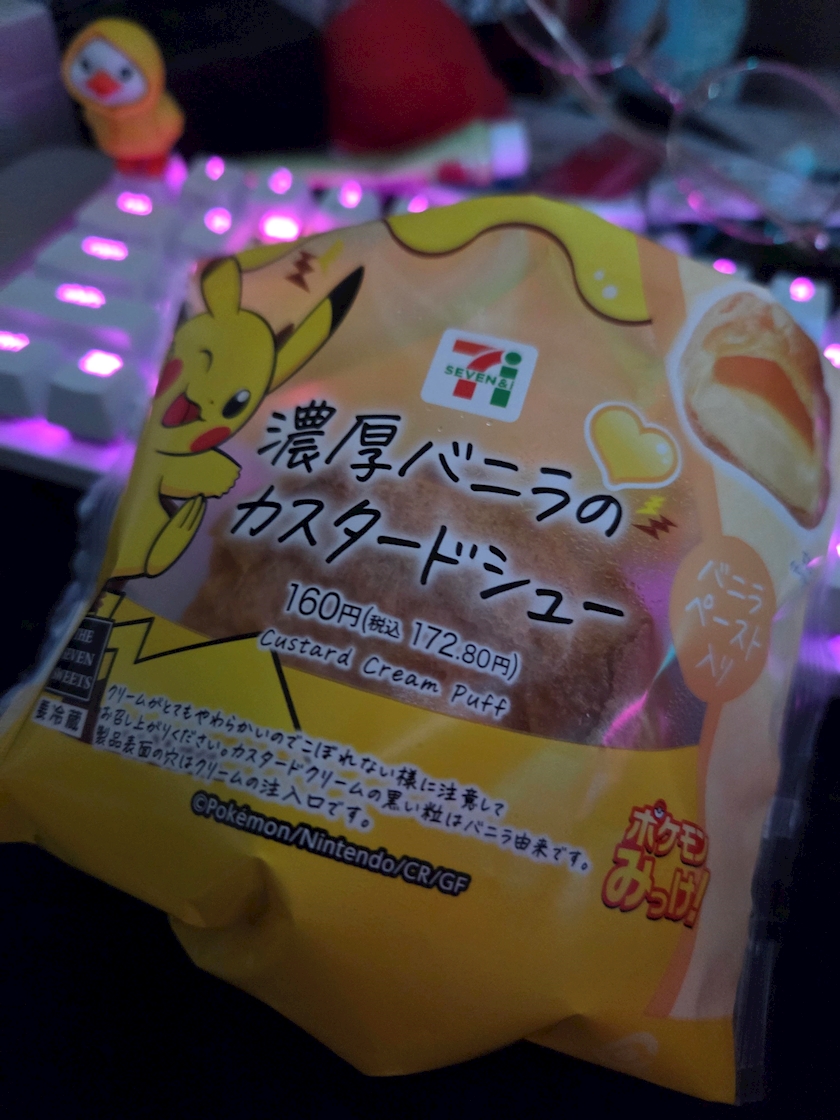 SEVEN&i
濃厚バニラの
カスタードシュー
160円(税込 172.80円)
Custard Cream Puff
バニラ
ペースト
入り
THE
SEVEN
SWEETS
要冷蔵
クリームがとてもやわらかいのでこぼれない様に注意して
お召し上がりください。カスタードクリームの黒い粒はバニラ由来です。
製品表面の穴はクリームの注入口です。
©Pokémon/Nintendo/CR/GF
ポケモン
みっけ!